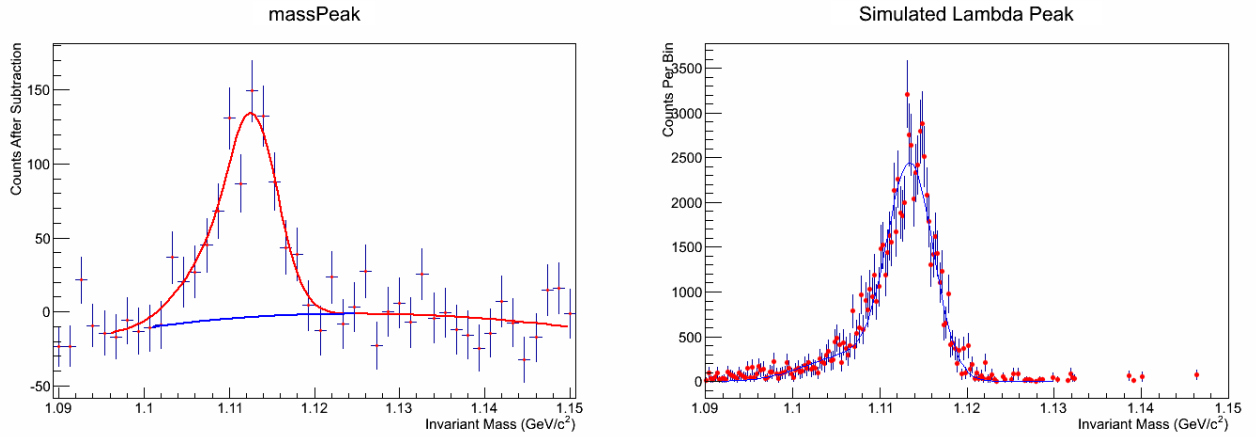 massPeak
Counts After Subtraction
150
100
50
0
-50
1.09 1.1 1.11 1.12 1.13 1.14 1.15
Invariant Mass (GeV/c²)
Simulated Lambda Peak
Counts Per Bin
3500
3000
2500
2000
1500
1000
500
0
1.09 1.1 1.11 1.12 1.13 1.14 1.15
Invariant Mass (GeV/c²)